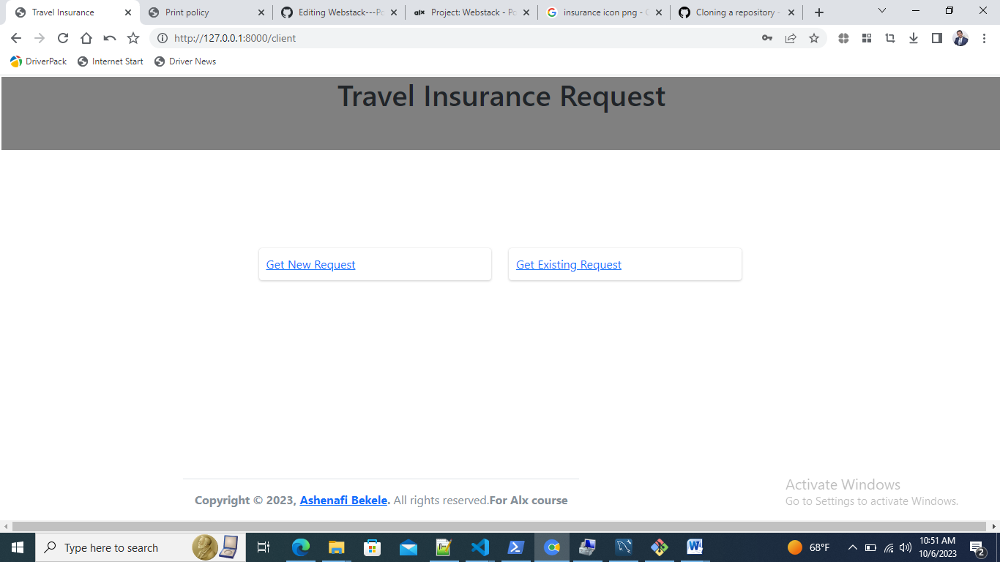 Travel Insurance
Print policy
Editing Webstack---Po
alx
Project: Webstack - Po
insurance icon png - G
Cloning a repository -
http://127.0.0.1:8000/client
DriverPack
Internet Start
Driver News
Travel Insurance Request
Get New Request
Get Existing Request
Copyright © 2023, Ashenafi Bekele. All rights reserved.For Alx course
Activate Windows
Go to Settings to activate Windows.
Type here to search
68°F
10:51 AM
10/6/2023
2